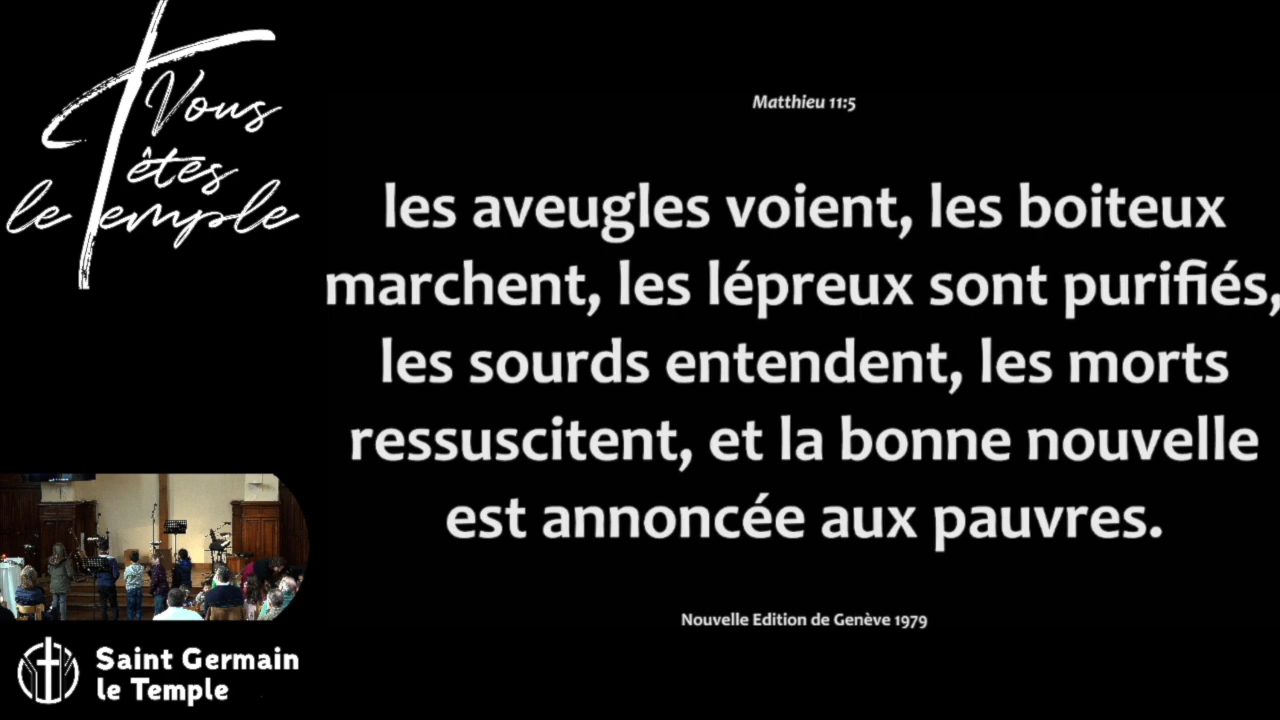 Vous
êtes
le Temple
Matthieu 11:5
les aveugles voient, les boiteux
marchent, les lépreux sont purifiés,
les sourds entendent, les morts
ressuscitent, et la bonne nouvelle
est annoncée aux pauvres.
Nouvelle Edition de Genève 1979
Saint Germain
le Temple